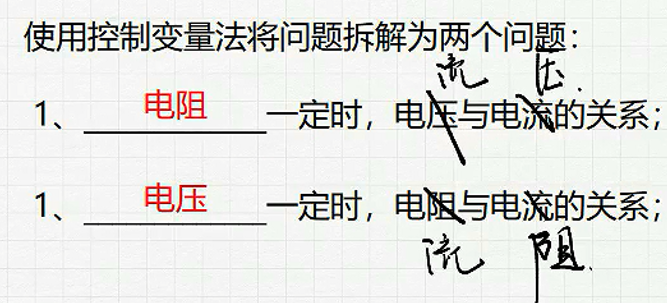 使用控制变量法将问题拆解为两个问题：
流 压.
1、电阻一定时，电压与电流的关系；
1、电压一定时，电阻与电流的关系；
流 阻.